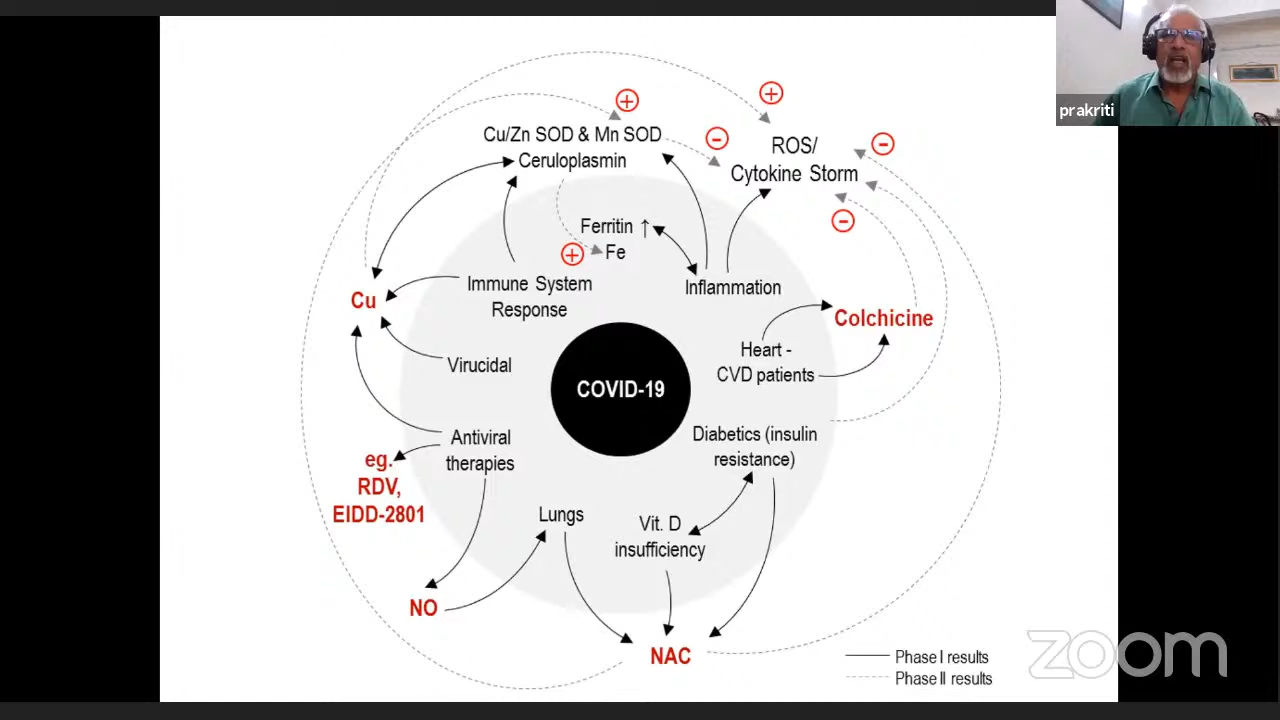 prakriti
Cu/Zn SOD & Mn SOD
Ceruloplasmin
ROS/
Cytokine Storm
Ferritin ↑
Fe
Immune System
Response
Inflammation
Cu
Colchicine
Virucidal
Heart -
CVD patients
COVID-19
Antiviral
therapies
Diabetics (insulin
resistance)
eg.
RDV,
EIDD-2801
Lungs
Vit. D
insufficiency
NO
NAC
Phase I results
Phase II results
zoom